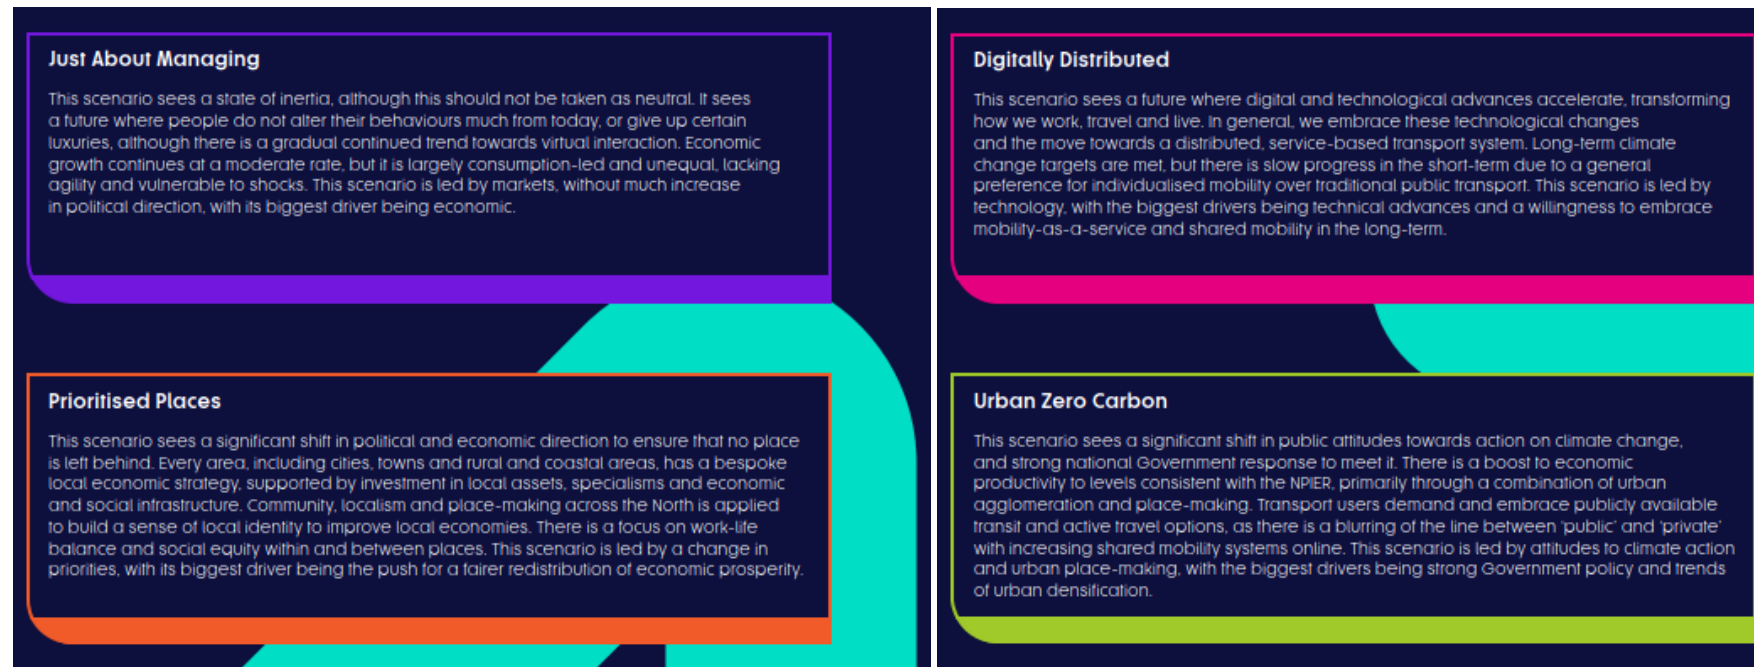 Just About Managing
This scenario sees a state of inertia, although this should not be taken as neutral. It sees
a future where people do not alter their behaviours much from today, or give up certain
luxuries, although there is a gradual continued trend towards virtual interaction. Economic
growth continues at a moderate rate, but it is largely consumption-led and unequal, lacking
agility and vulnerable to shocks. This scenario is led by markets, without much increase
in political direction, with its biggest driver being economic.
Digitally Distributed
This scenario sees a future where digital and technological advances accelerate, transforming
how we work, travel and live. In general, we embrace these technological changes
and the move towards a distributed, service-based transport system. Long-term climate
change targets are met, but there is slow progress in the short-term due to a general
preference for individualised mobility over traditional public transport. This scenario is led by
technology, with the biggest drivers being technical advances and a willingness to embrace
mobility-as-a-service and shared mobility in the long-term.
Prioritised Places
This scenario sees a significant shift in political and economic direction to ensure that no place
is left behind. Every area, including cities, towns and rural and coastal areas, has a bespoke
local economic strategy, supported by investment in local assets, specialisms and economic
and social infrastructure. Community, localism and place-making across the North is applied
to build a sense of local identity to improve local economies. There is a focus on work-life
balance and social equity within and between places. This scenario is led by a change in
priorities, with its biggest driver being the push for a fairer redistribution of economic prosperity.
Urban Zero Carbon
This scenario sees a significant shift in public attitudes towards action on climate change,
and strong national Government response to meet it. There is a boost to economic
productivity to levels consistent with the NPIER, primarily through a combination of urban
agglomeration and place-making. Transport users demand and embrace publicly available
transit and active travel options, as there is a blurring of the line between 'public' and 'private'
with increasing shared mobility systems online. This scenario is led by attitudes to climate action
and urban place-making, with the biggest drivers being strong Government policy and trends
of urban densification.